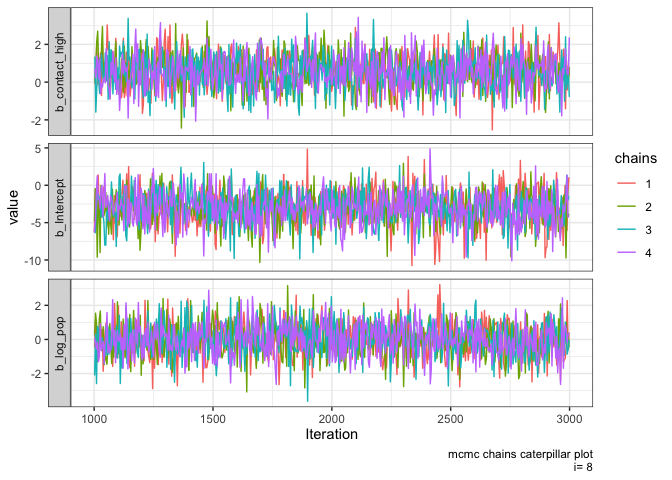 b_contact_high
2
0
-2
b_Intercept
5
0
-5
-10
b_log_pop
2
0
-2
value
1000
1500
2000
2500
3000
Iteration
chains
1
2
3
4
mcmc chains caterpillar plot
i= 8